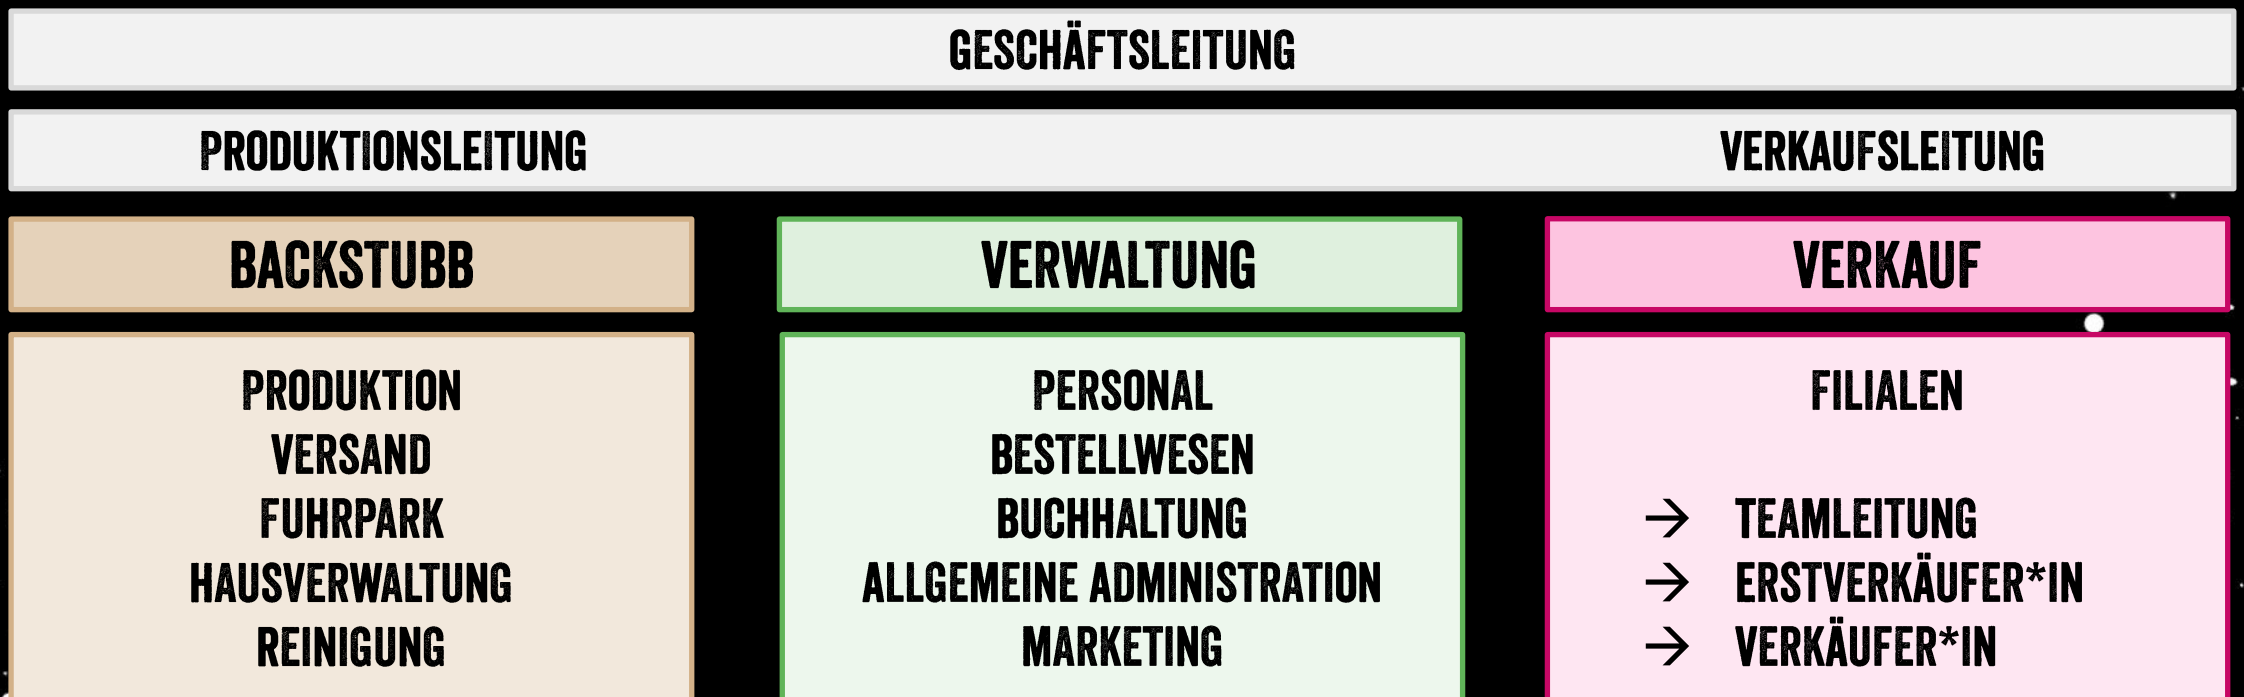 GESCHÄFTSLEITUNG
PRODUKTIONSLEITUNG
VERKAUFSLEITUNG
BACKSTUBB
PRODUKTION
VERSAND
FUHRPARK
HAUSVERWALTUNG
REINIGUNG
VERWALTUNG
PERSONAL
BESTELLWESEN
BUCHHALTUNG
ALLGEMEINE ADMINISTRATION
MARKETING
VERKAUF
FILIALEN
→ TEAMLEITUNG
→ ERSTVERKÄUFER*IN
→ VERKÄUFER*IN